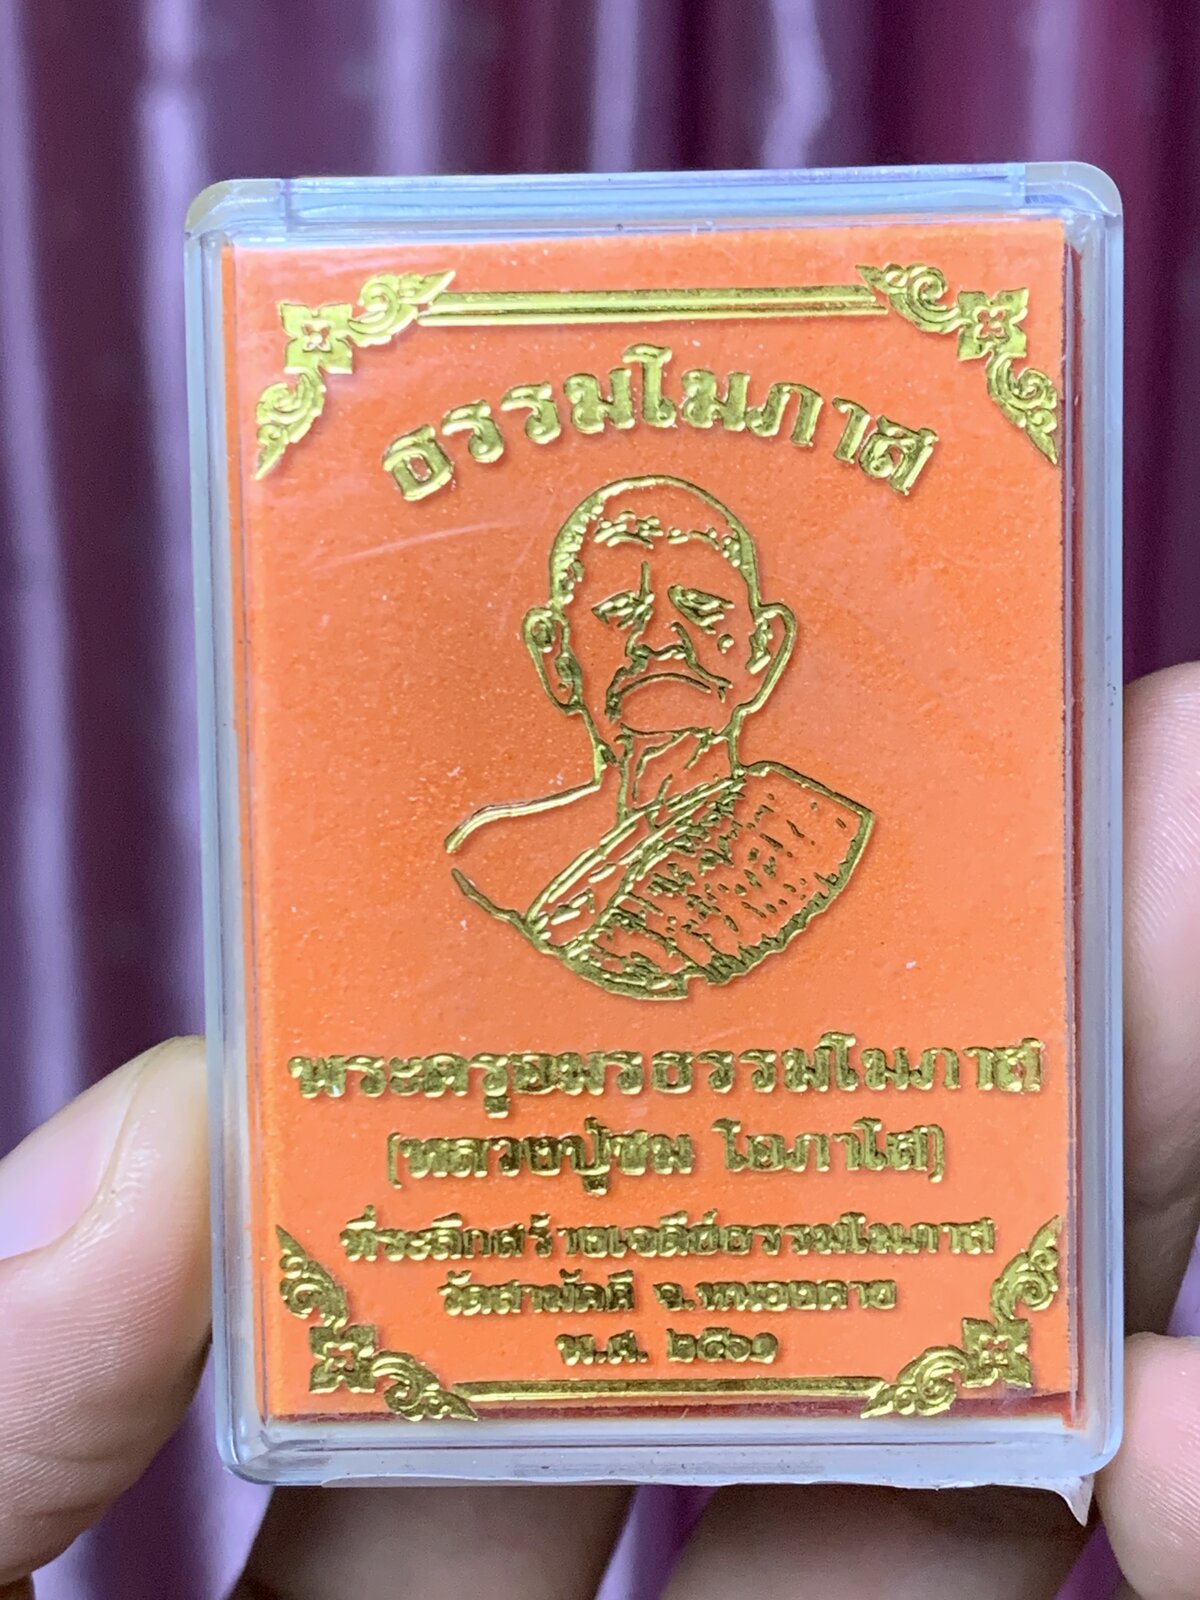 ธรรมโมภาส
พระครูอมรธรรมโมภาส
(หลวงปู่ชม โอภาโส)
ที่ระลึกสร้างเจดีย์ธรรมโมภาส
วัดสามัคคี จ.หนองคาย
พ.ศ. ๒๕๖๑